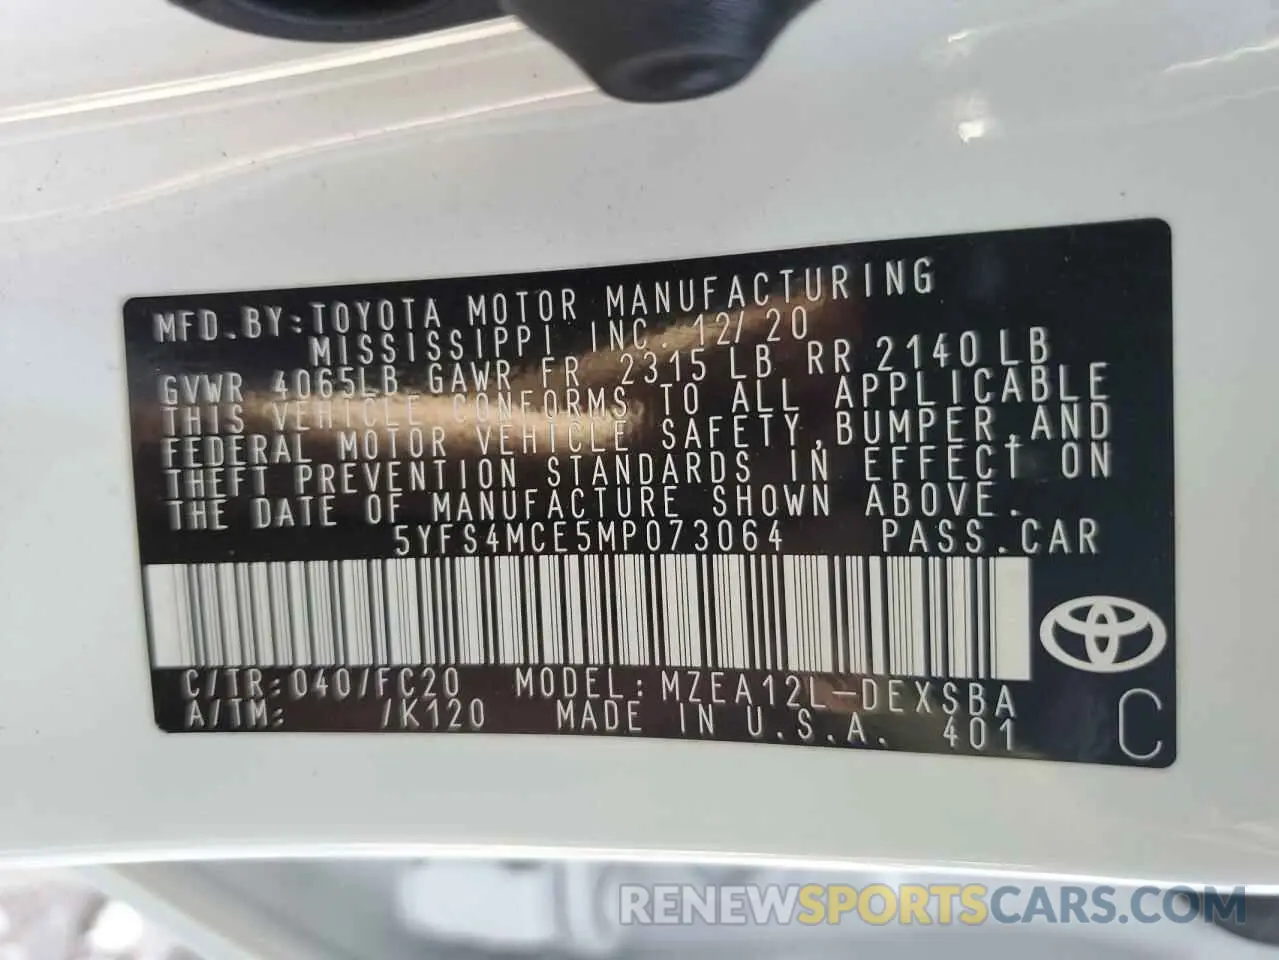 MFD.BY:TOYOTA MOTOR MANUFACTURING
MISSISSIPPI INC. 12/20
GVWR 4065LB GAWR FR 2315 LB RR 2140 LB
THIS VEHICLE CONFORMS TO ALL APPLICABLE
FEDERAL MOTOR VEHICLE SAFETY,BUMPER,AND
THEFT PREVENTION STANDARDS IN EFFECT ON
THE DATE OF MANUFACTURE SHOWN ABOVE.
5YFS4MCE5MP073064 PASS.CAR
C/TR:040/FC20 MODEL:MZEA12L-DEXSBA
A/TM: /K120 MADE IN U.S.A. 401
C
RENEWSPORTSCARS.COM